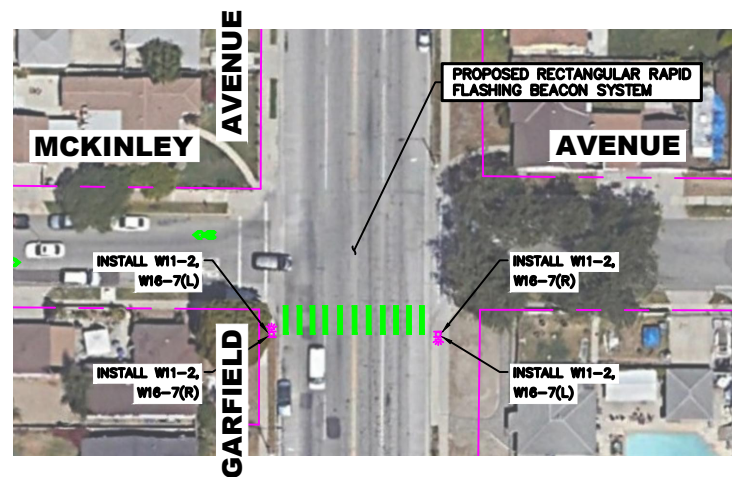 AVENUE
PROPOSED RECTANGULAR RAPID
FLASHING BEACON SYSTEM
MCKINLEY
AVENUE
INSTALL W11-2,
W16-7(L)
INSTALL W11-2,
W16-7(R)
INSTALL W11-2,
W16-7(R)
INSTALL W11-2,
W16-7(L)
GARFIELD